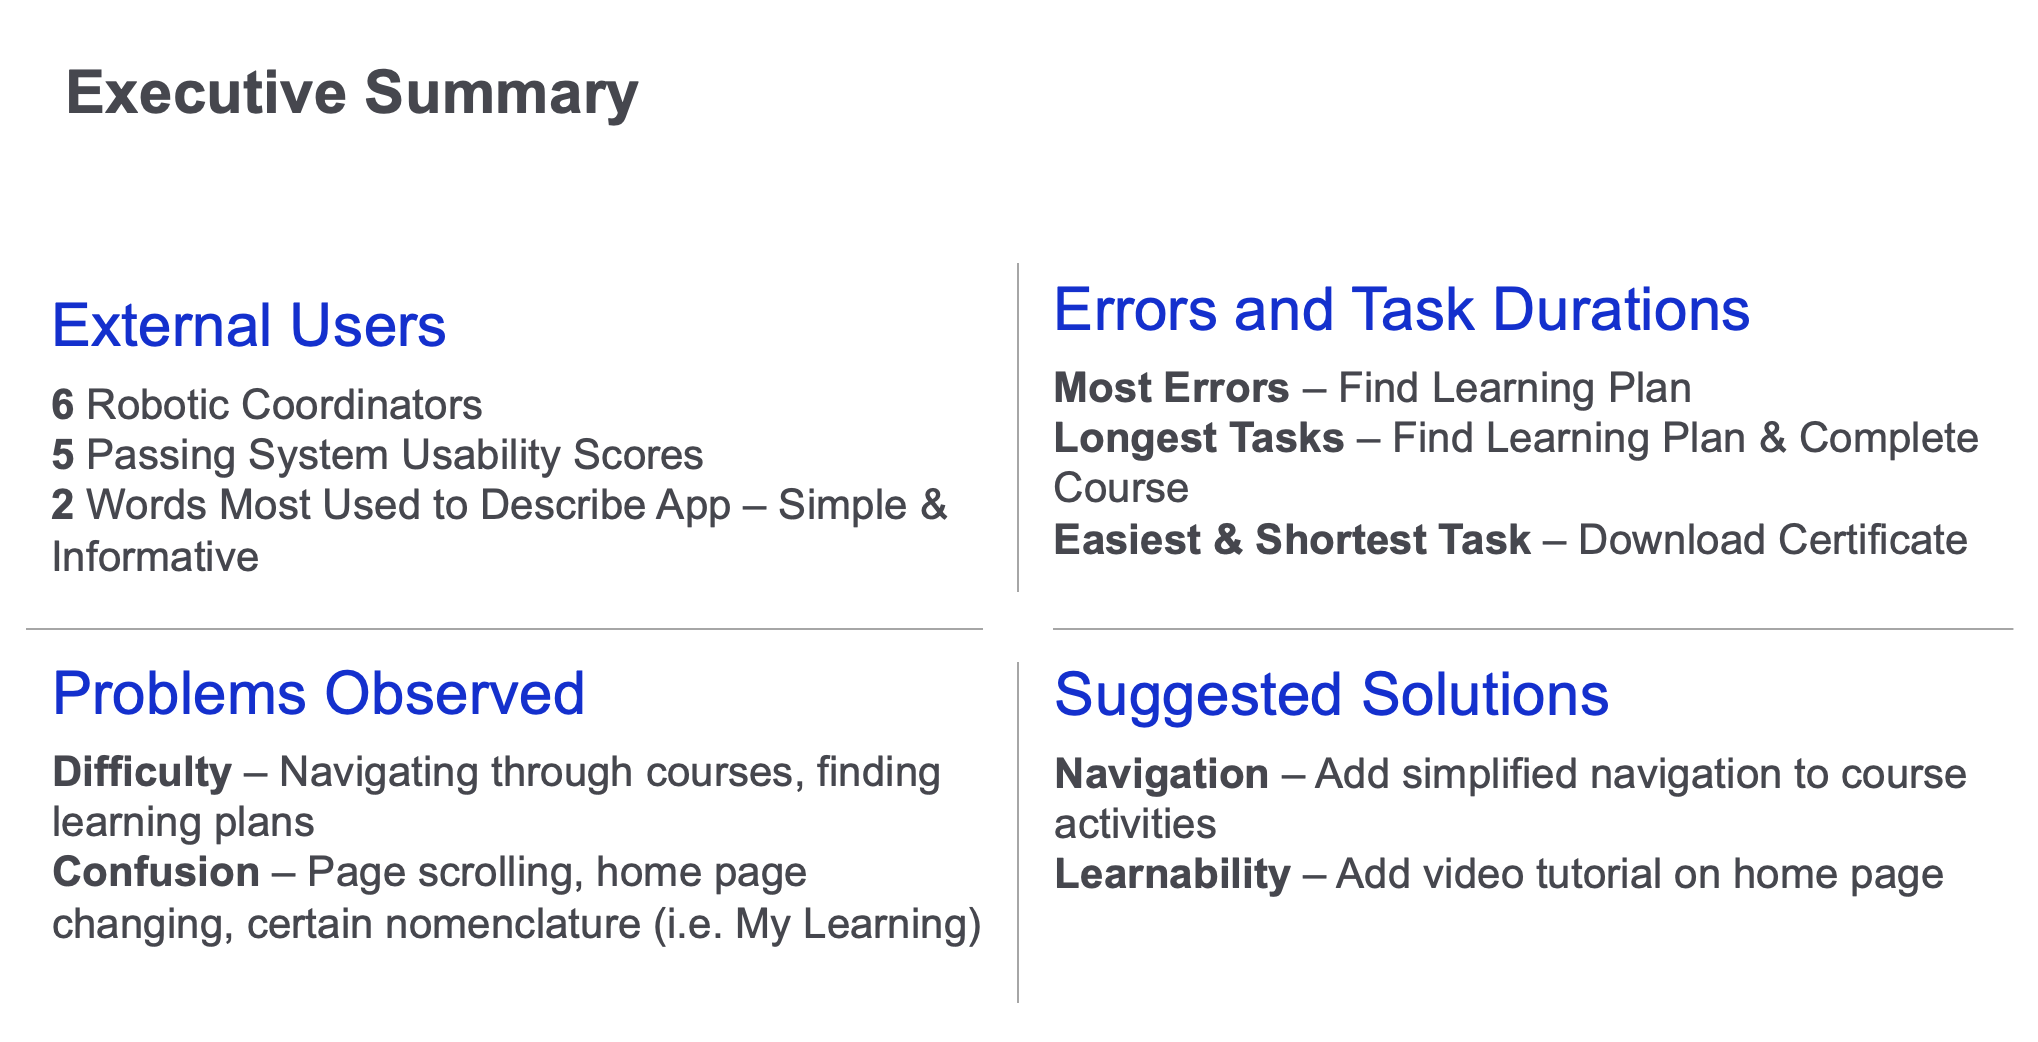 Executive Summary
External Users
6 Robotic Coordinators
5 Passing System Usability Scores
2 Words Most Used to Describe App – Simple &
Informative
Errors and Task Durations
Most Errors – Find Learning Plan
Longest Tasks – Find Learning Plan & Complete
Course
Easiest & Shortest Task – Download Certificate
Problems Observed
Difficulty – Navigating through courses, finding
learning plans
Confusion – Page scrolling, home page
changing, certain nomenclature (i.e. My Learning)
Suggested Solutions
Navigation – Add simplified navigation to course
activities
Learnability – Add video tutorial on home page